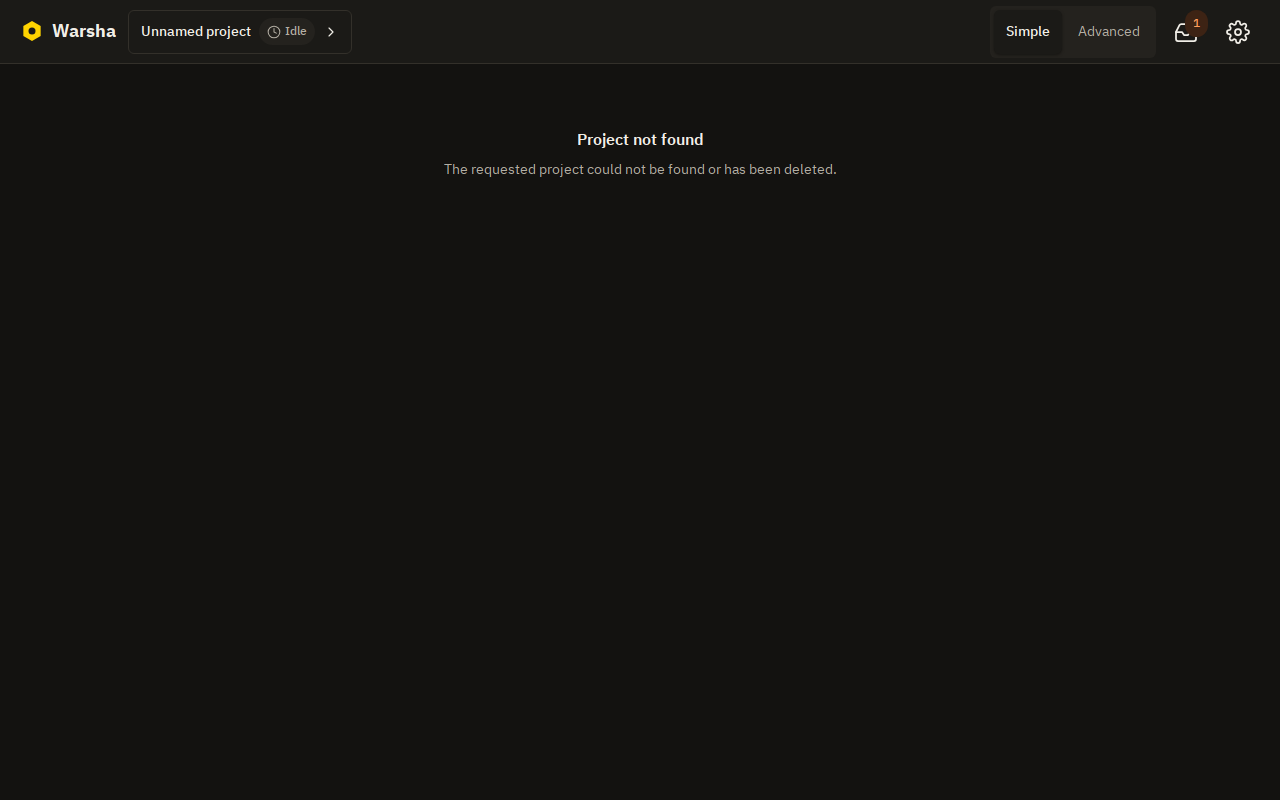 Warsha
Unnamed project
Idle
Simple
Advanced
1
Project not found
The requested project could not be found or has been deleted.